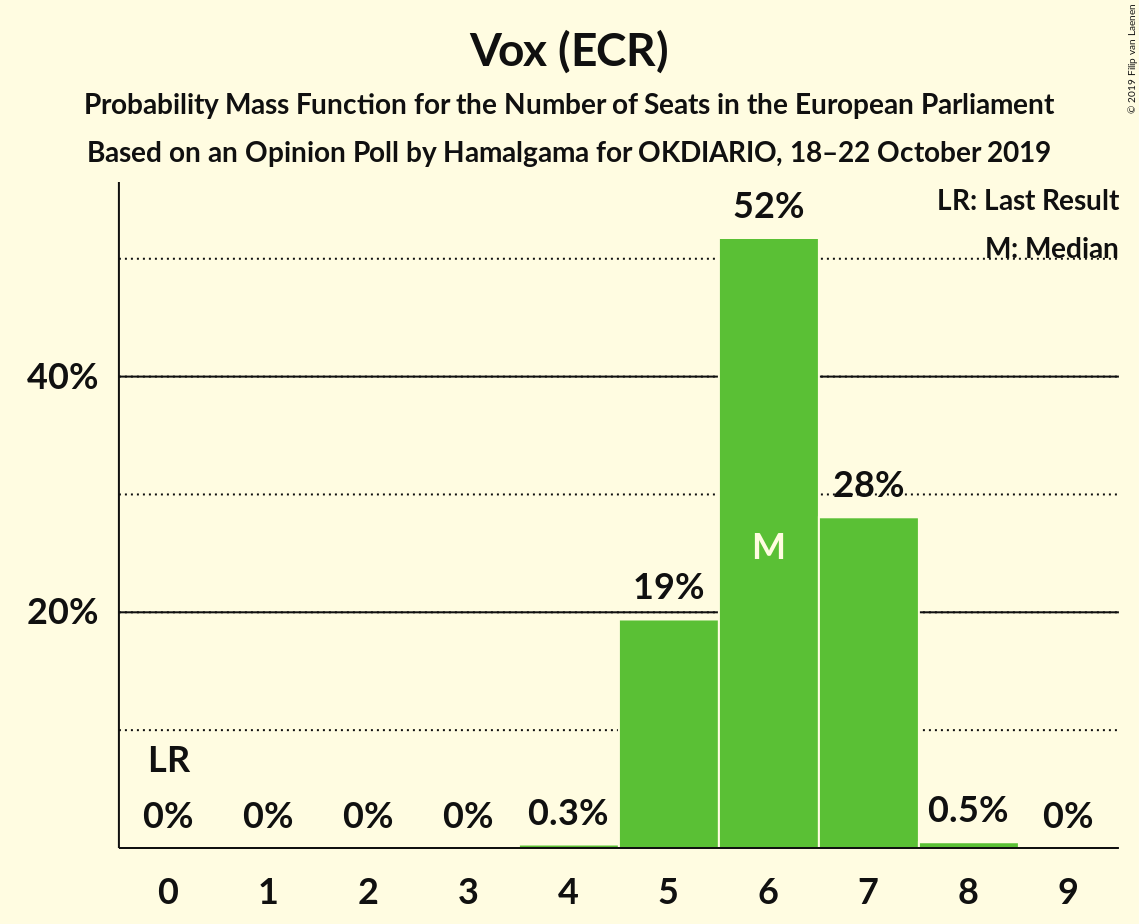 Vox (ECR)
Probability Mass Function for the Number of Seats in the European Parliament
Based on an Opinion Poll by Hamalgama for OKDIARIO, 18–22 October 2019
© 2019 Filip van Laenen
LR: Last Result
M: Median
52%
40%
28%
M
19%
20%
LR
0% 0% 0% 0% 0.3% 0.5% 0%
0 1 2 3 4 5 6 7 8 9